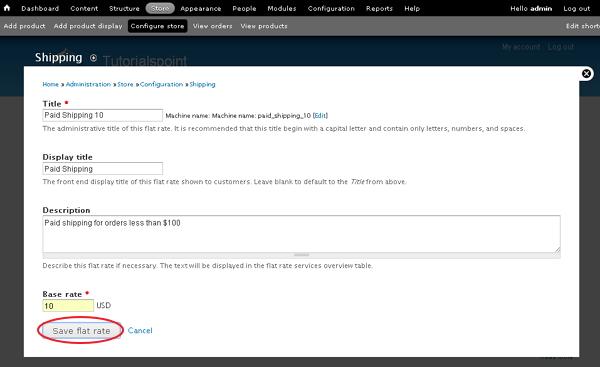 Dashboard Content Structure Store Appearance People Modules Configuration Reports Help Hello admin Log out
Add product Add product display Configure store View orders View products Edit short
My account Log out
Shipping
Tutorialspoint
Home » Administration » Store » Configuration » Shipping
Title *
Paid Shipping 10 Machine name: Machine name: paid_shipping_10 [Edit]
The administrative title of this flat rate. It is recommended that this title begin with a capital letter and contain only letters, numbers, and spaces.
Display title
Paid Shipping
The front end display title of this flat rate shown to customers. Leave blank to default to the Title from above.
Description
Paid shipping for orders less than $100
Describe this flat rate if necessary. The text will be displayed in the flat rate services overview table.
Base rate *
10 USD
Save flat rate Cancel